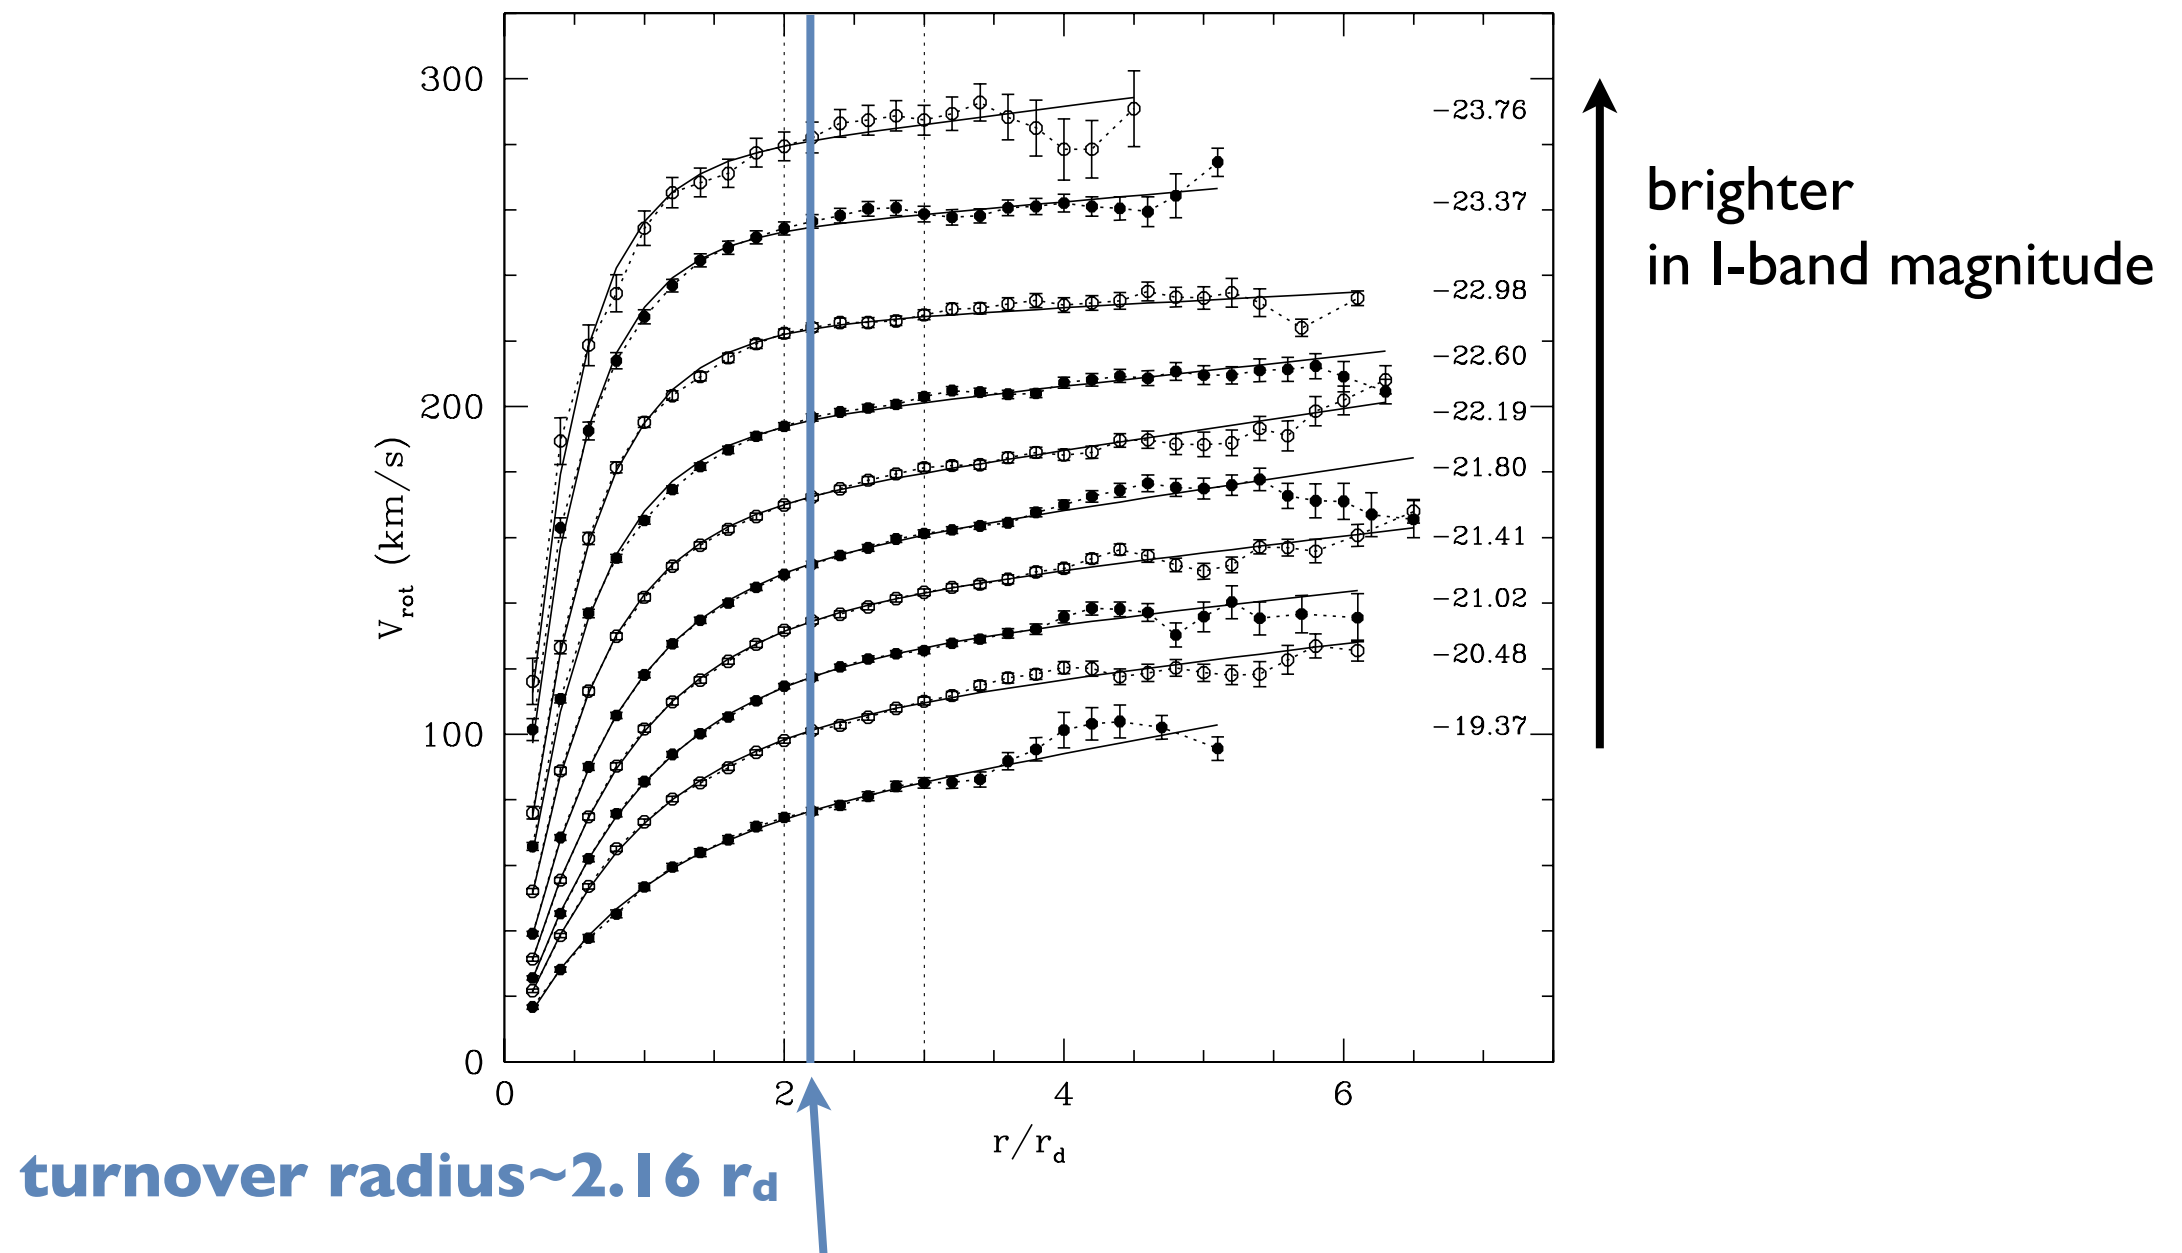 300
200
100
0
V_rot (km/s)
0 2 4 6
r/r_d
−23.76
−23.37
−22.98
−22.60
−22.19
−21.80
−21.41
−21.02
−20.48
−19.37
brighter
in I-band magnitude
turnover radius~2.16 r_d